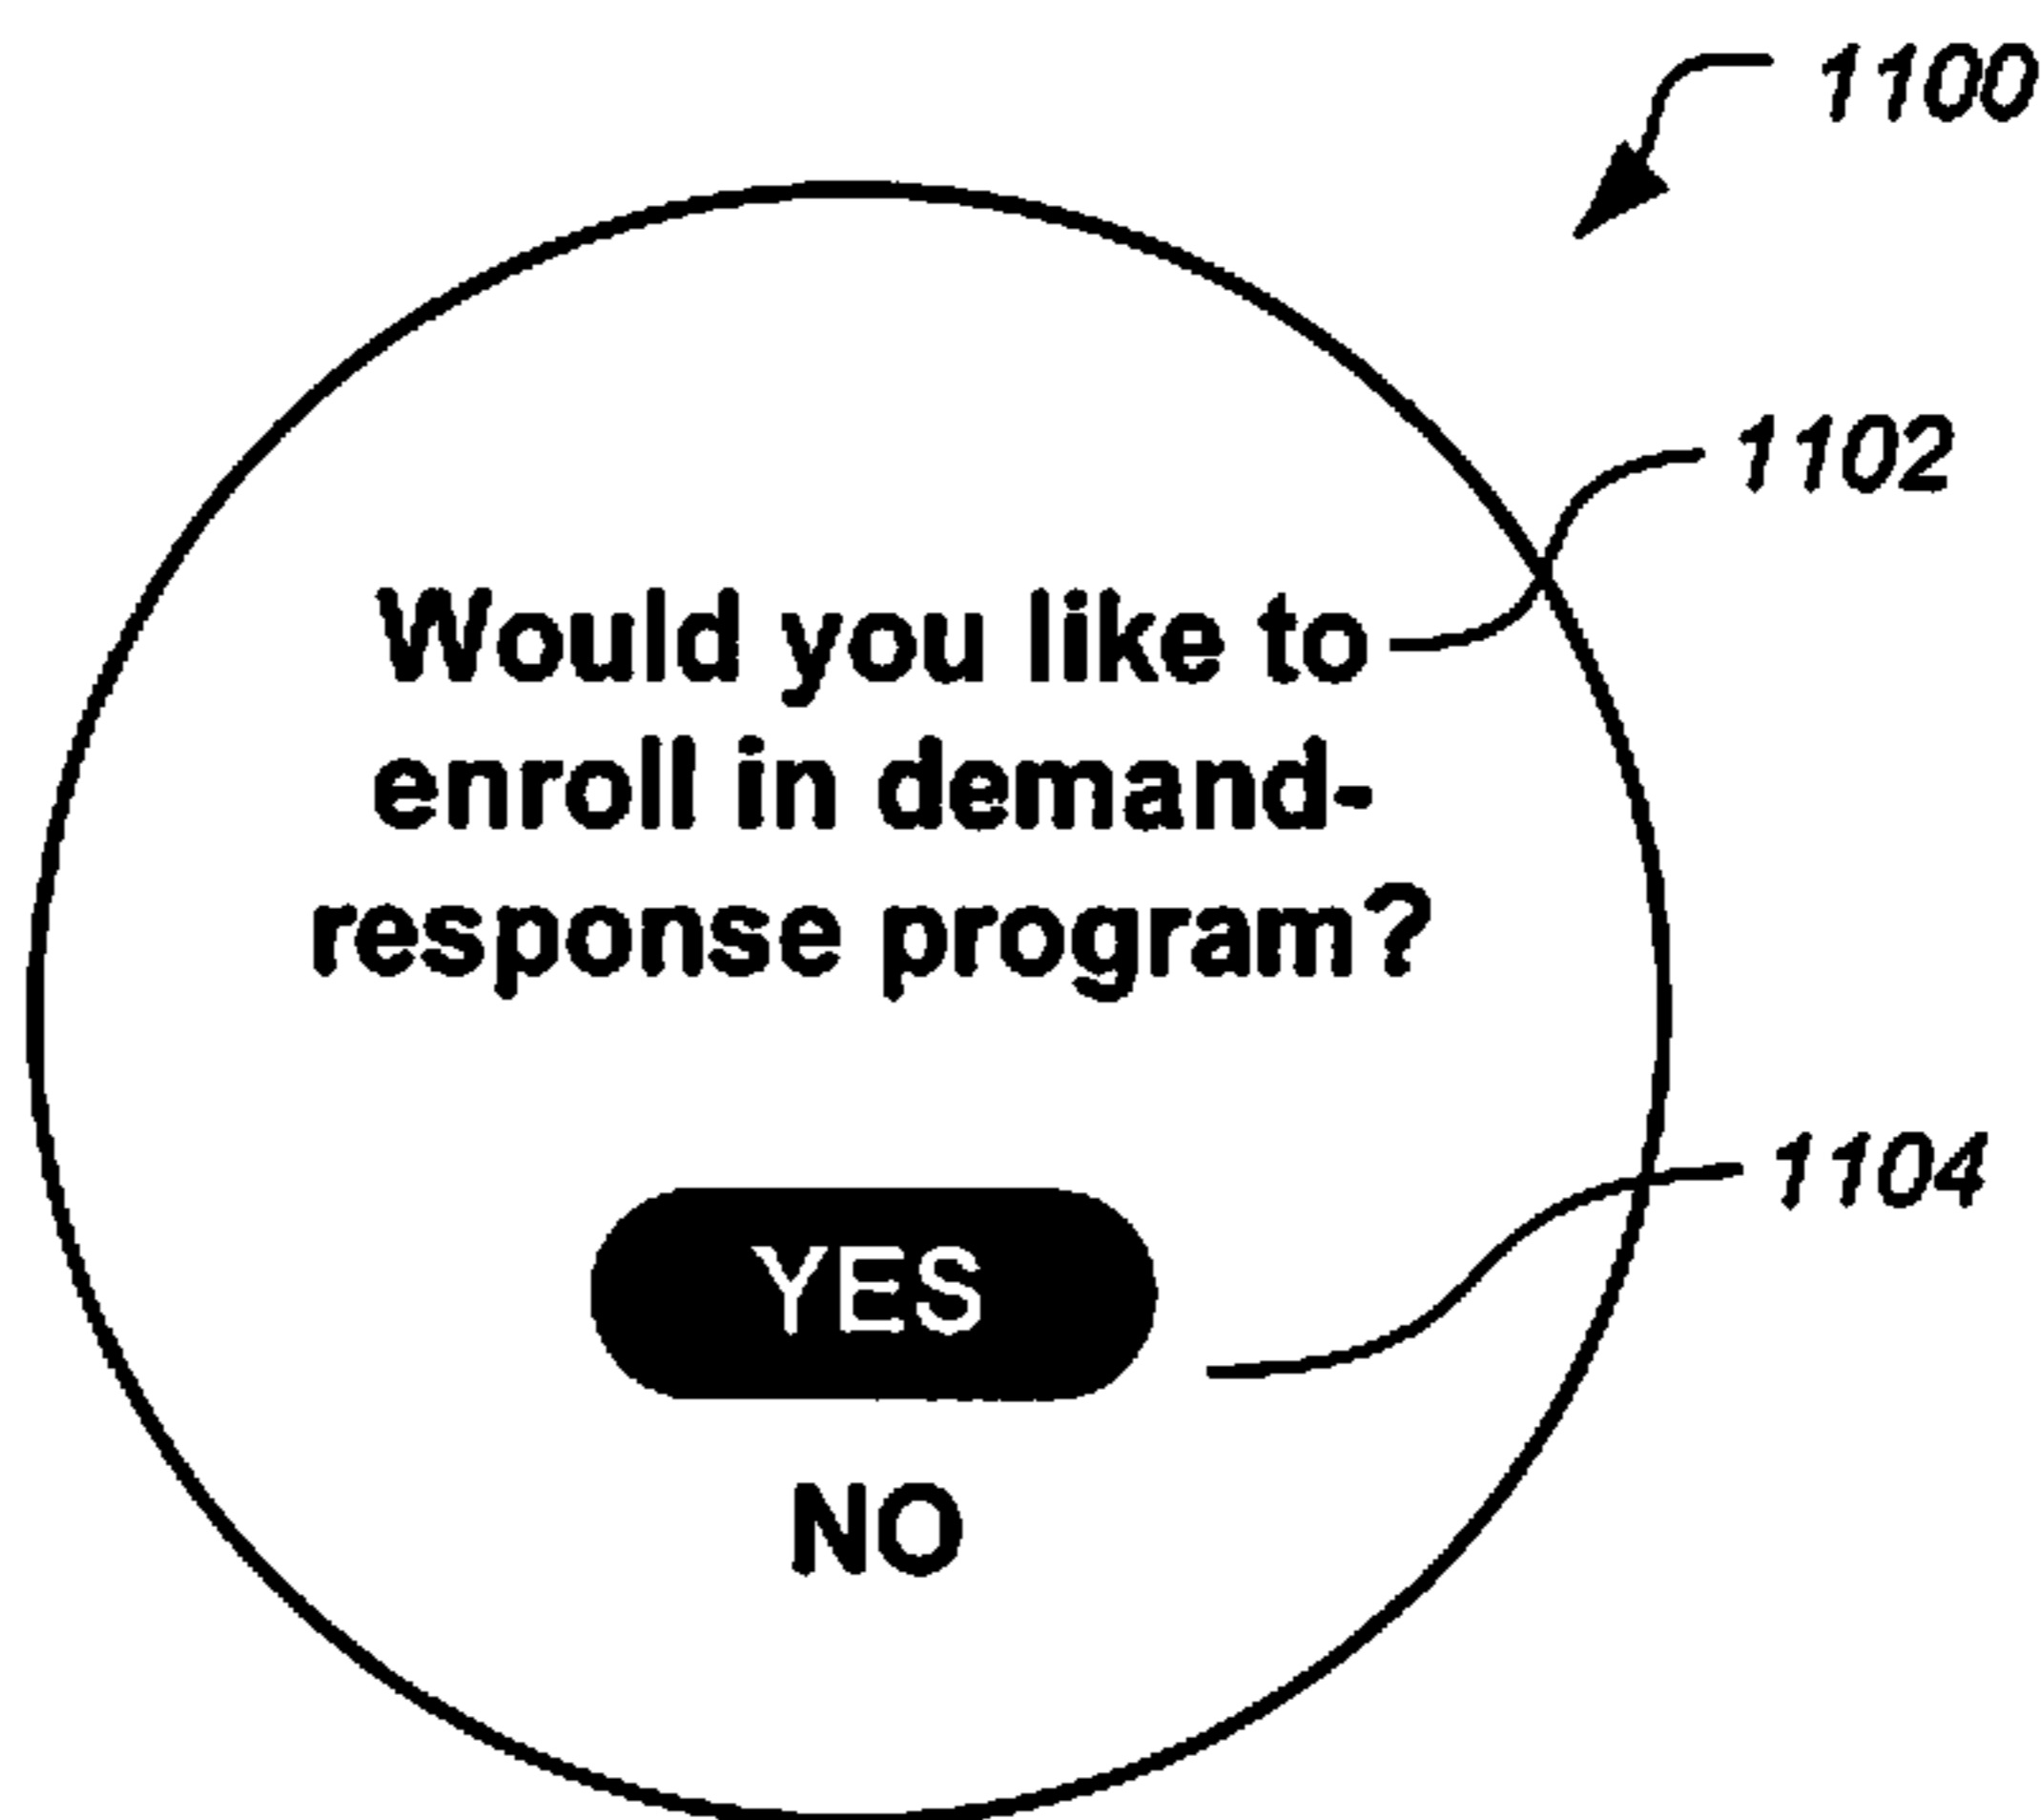 1100
1102
Would you like to
enroll in demand-
response program?
1104
YES
NO